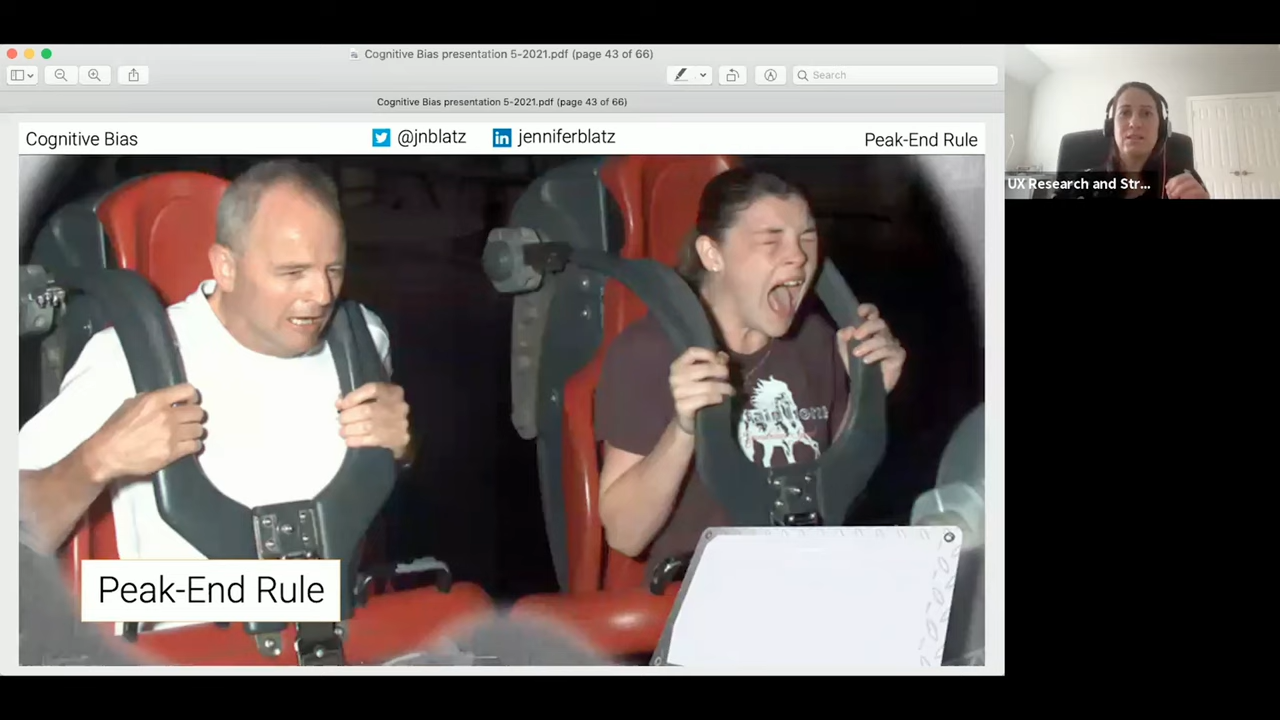 Cognitive Bias presentation 5-2021.pdf (page 43 of 66)
Search
Cognitive Bias presentation 5-2021.pdf (page 43 of 66)
Cognitive Bias
@jnblatz
jenniferblatz
Peak-End Rule
UX Research and Str...
Peak-End Rule